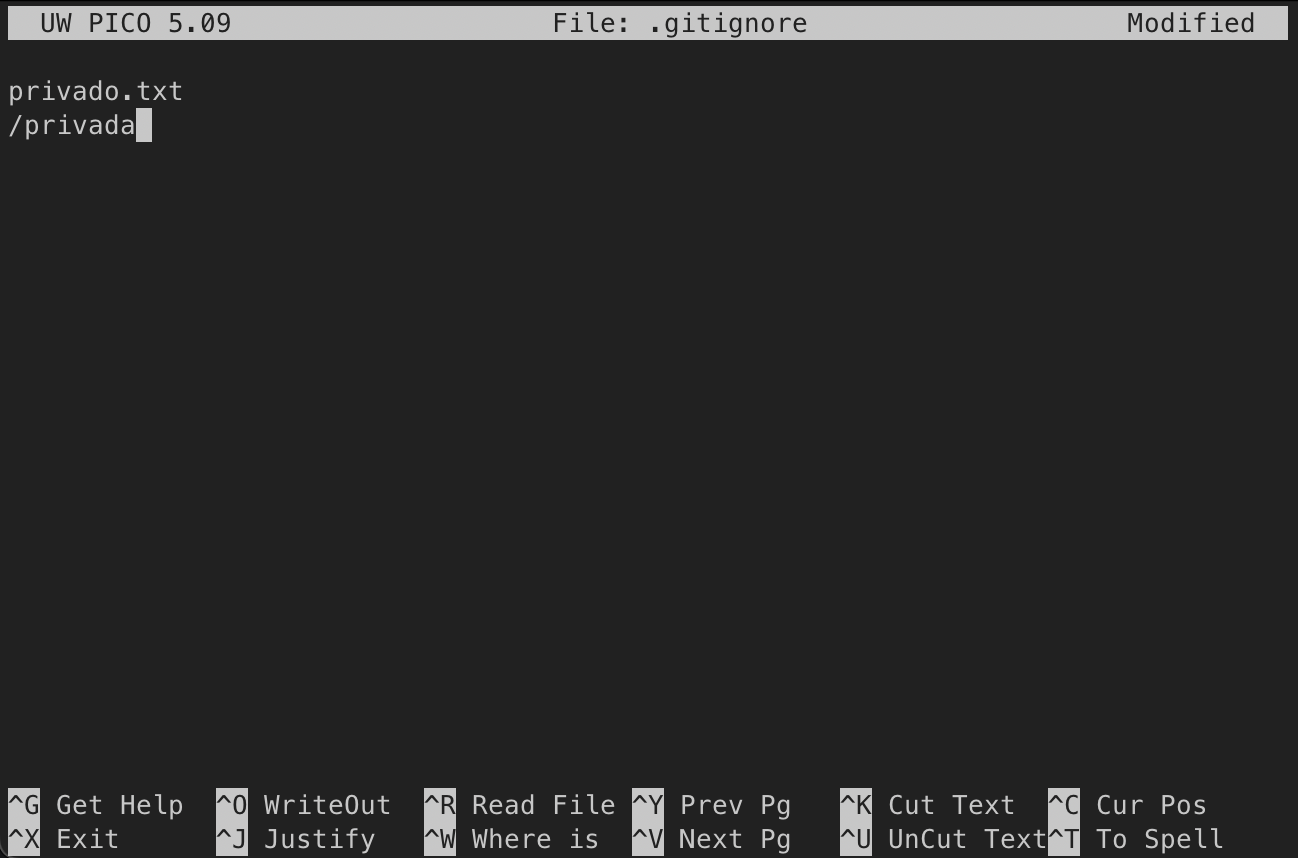 UW PICO 5.09 File: .gitignore Modified
privado.txt
/privada
^G Get Help ^O WriteOut ^R Read File ^Y Prev Pg ^K Cut Text ^C Cur Pos
^X Exit ^J Justify ^W Where is ^V Next Pg ^U UnCut Text ^T To Spell